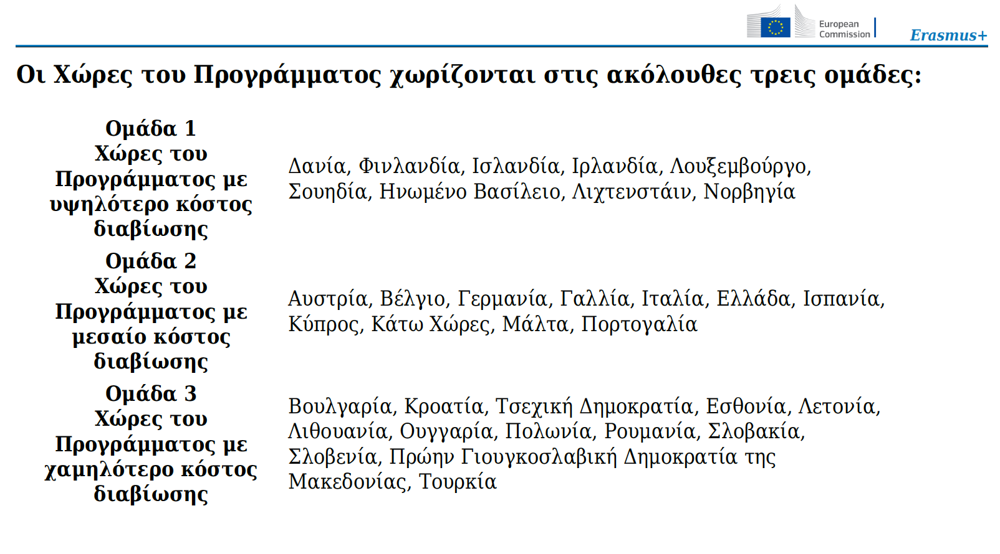 European
Commission
Erasmus+
Οι Χώρες του Προγράμματος χωρίζονται στις ακόλουθες τρεις ομάδες:
Ομάδα 1
Χώρες του
Προγράμματος με
υψηλότερο κόστος
διαβίωσης
Δανία, Φινλανδία, Ισλανδία, Ιρλανδία, Λουξεμβούργο,
Σουηδία, Ηνωμένο Βασίλειο, Λιχτενστάιν, Νορβηγία
Ομάδα 2
Χώρες του
Προγράμματος με
μεσαίο κόστος
διαβίωσης
Αυστρία, Βέλγιο, Γερμανία, Γαλλία, Ιταλία, Ελλάδα, Ισπανία,
Κύπρος, Κάτω Χώρες, Μάλτα, Πορτογαλία
Ομάδα 3
Χώρες του
Προγράμματος με
χαμηλότερο κόστος
διαβίωσης
Βουλγαρία, Κροατία, Τσεχική Δημοκρατία, Εσθονία, Λετονία,
Λιθουανία, Ουγγαρία, Πολωνία, Ρουμανία, Σλοβακία,
Σλοβενία, Πρώην Γιουγκοσλαβική Δημοκρατία της
Μακεδονίας, Τουρκία